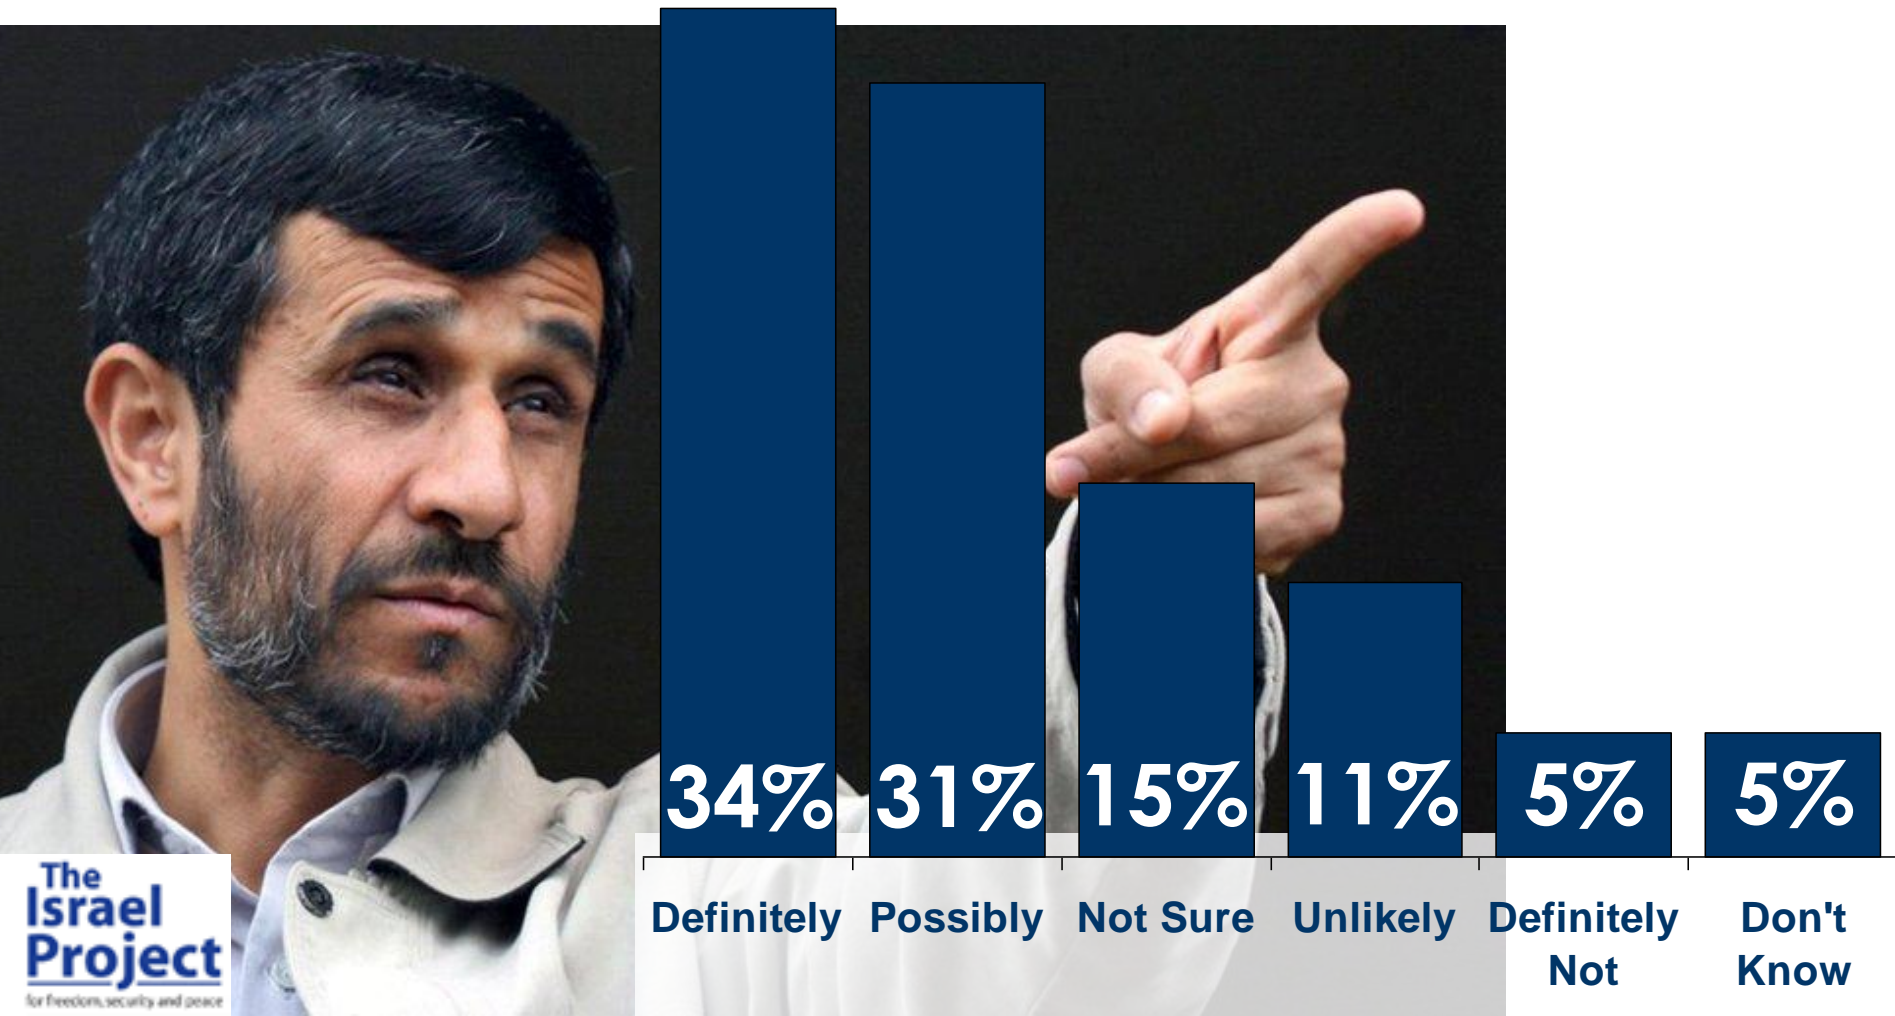 34% 31% 15% 11% 5% 5%
Definitely Possibly Not Sure Unlikely Definitely Not Don't Know
The
Israel
Project
for freedom, security and peace